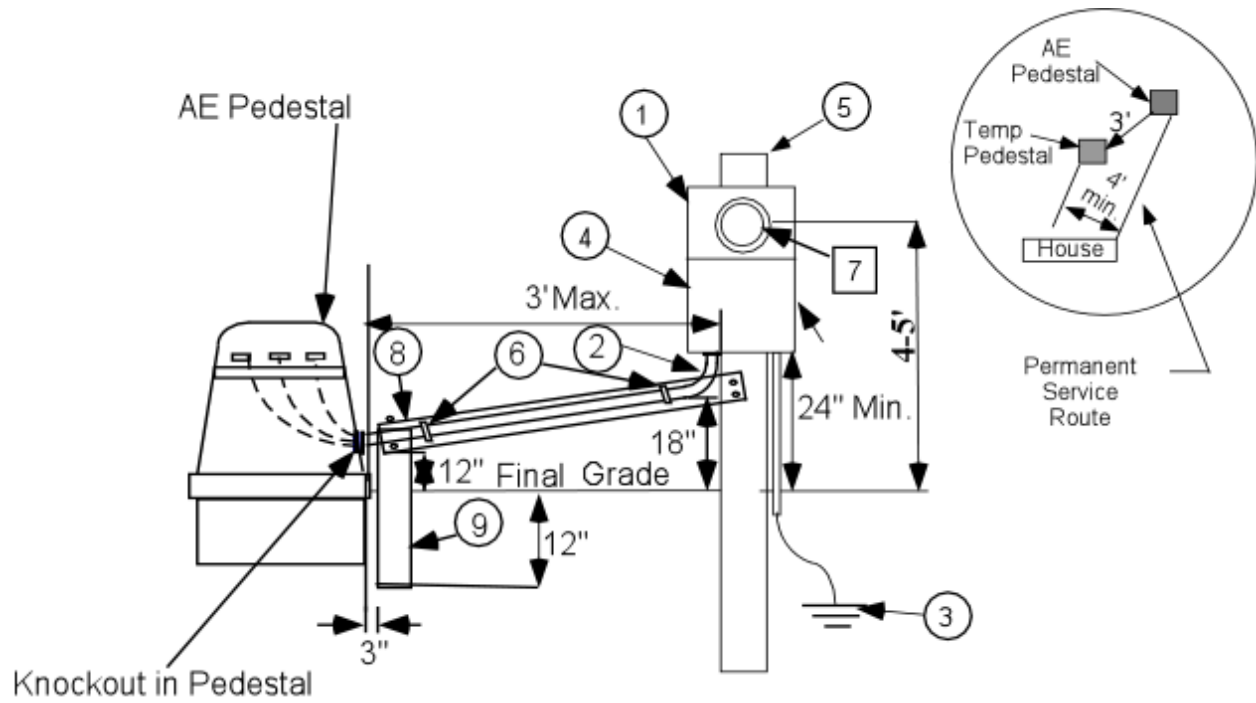 AE Pedestal
1
5
AE
Pedestal
3'
Temp
Pedestal
4'
min.
House
Permanent
Service
Route
4
7
3'Max.
4-5'
8
6
2
24" Min.
18"
12"
Final Grade
9
12"
3
3"
Knockout in Pedestal